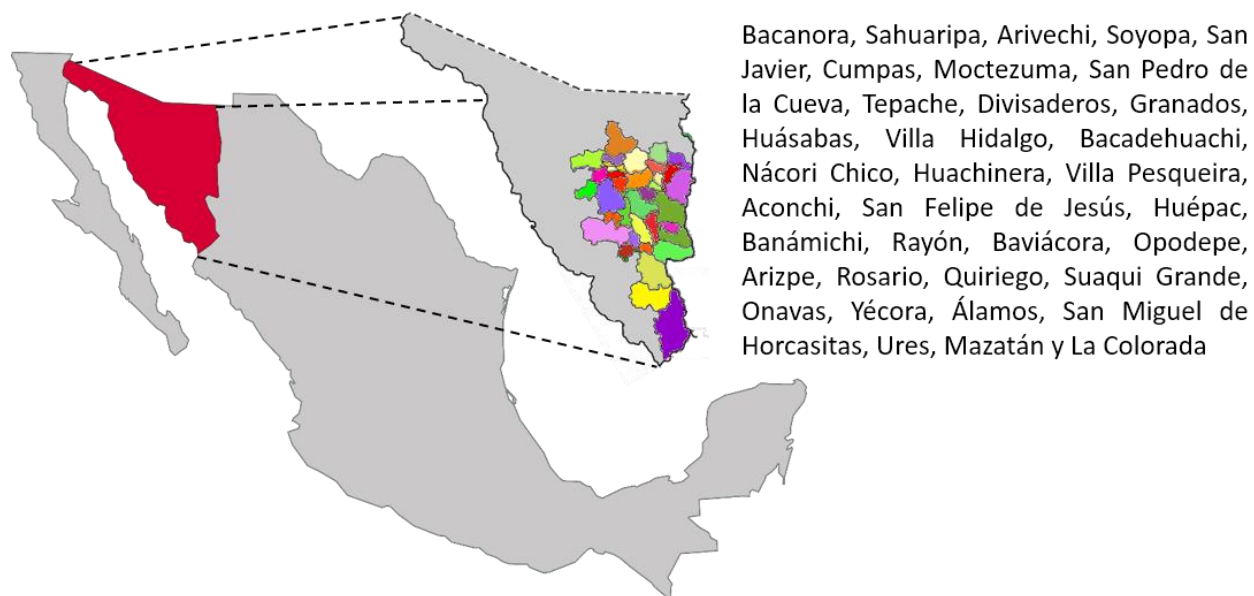 Bacanora, Sahuaripa, Arivechi, Soyopa, San
Javier, Cumpas, Moctezuma, San Pedro de
la Cueva, Tepache, Divisaderos, Granados,
Huásabas, Villa Hidalgo, Bacadehuachi,
Nácori Chico, Huachinera, Villa Pesqueira,
Aconchi, San Felipe de Jesús, Huépac,
Banámichi, Rayón, Baviácora, Opodepe,
Arizpe, Rosario, Quiriego, Suaqui Grande,
Onavas, Yécora, Álamos, San Miguel de
Horcasitas, Ures, Mazatán y La Colorada